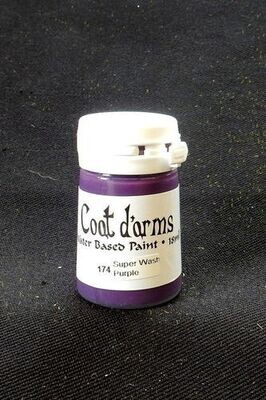 Coat d'arms
Water Based Paint • 18ml
174 Super Wash
Purple